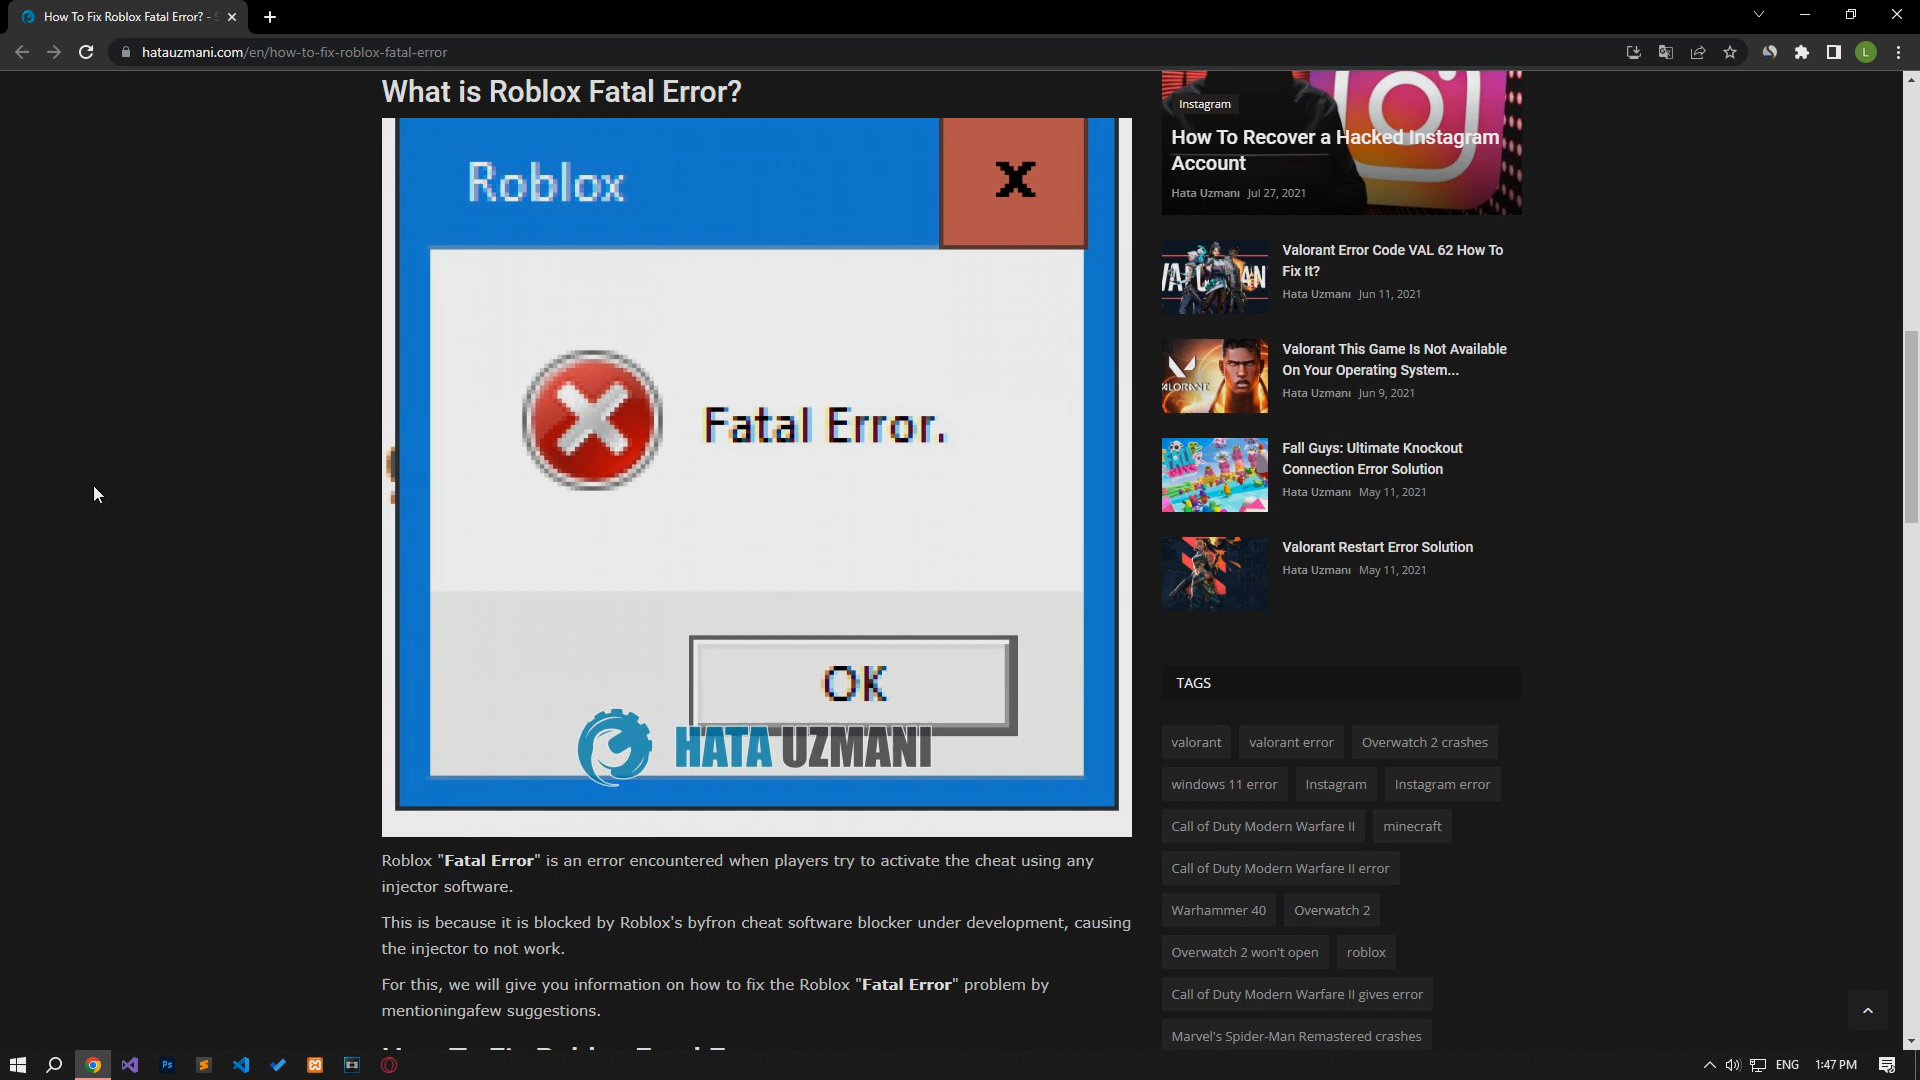 How To Fix Roblox Fatal Error? -
hatauzmani.com/en/how-to-fix-roblox-fatal-error
L
What is Roblox Fatal Error?
Roblox
Fatal Error.
OK
HATA UZMANI
Roblox "Fatal Error" is an error encountered when players try to activate the cheat using any
injector software.
This is because it is blocked by Roblox's byfron cheat software blocker under development, causing
the injector to not work.
For this, we will give you information on how to fix the Roblox "Fatal Error" problem by
mentioningafew suggestions.
Instagram
How To Recover a Hacked Instagram
Account
Hata Uzmanı Jul 27, 2021
Valorant Error Code VAL 62 How To
Fix It?
Hata Uzmanı Jun 11, 2021
VALORANT
Valorant This Game Is Not Available
On Your Operating System...
Hata Uzmanı Jun 9, 2021
FALL GUYS
Fall Guys: Ultimate Knockout
Connection Error Solution
Hata Uzmanı May 11, 2021
Valorant Restart Error Solution
Hata Uzmanı May 11, 2021
TAGS
valorant valorant error Overwatch 2 crashes
windows 11 error Instagram Instagram error
Call of Duty Modern Warfare II minecraft
Call of Duty Modern Warfare II error
Warhammer 40 Overwatch 2
Overwatch 2 won't open roblox
Call of Duty Modern Warfare II gives error
Marvel's Spider-Man Remastered crashes
Ps
ENG 1:47 PM